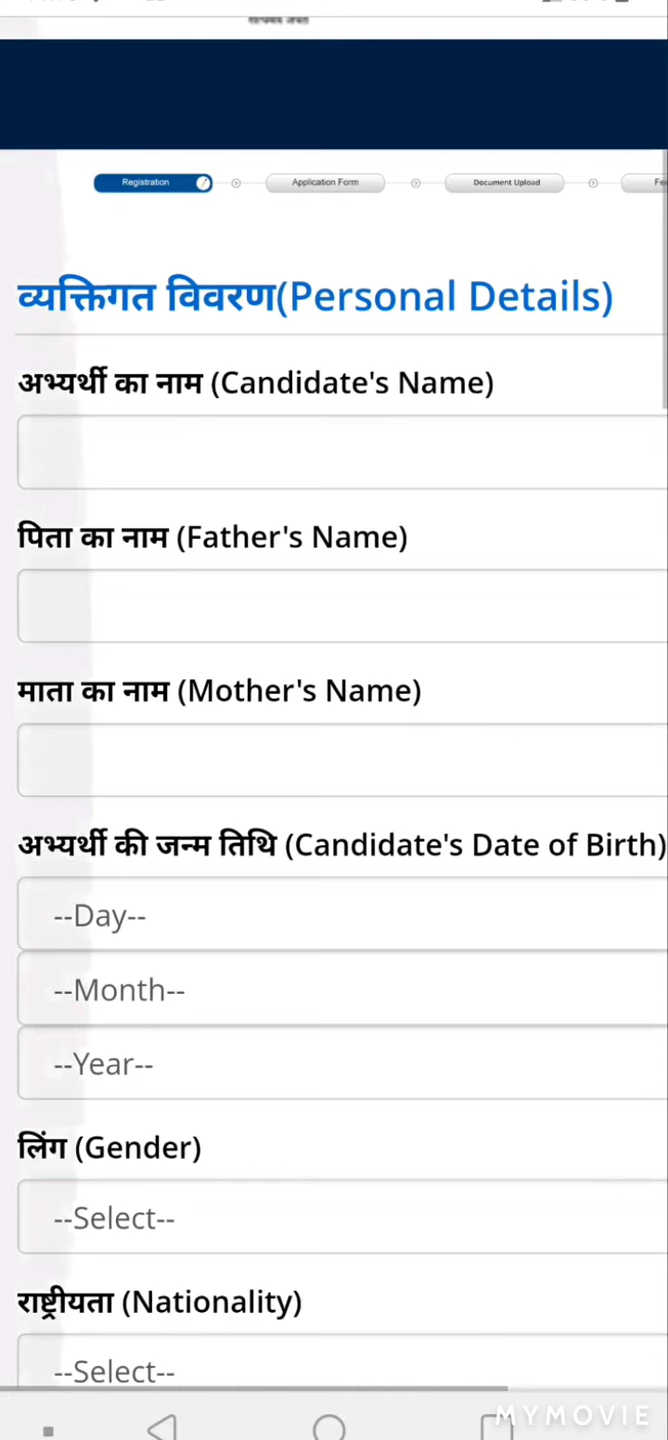 Registration
Application Form
Document Upload
व्यक्तिगत विवरण(Personal Details)
अभ्यर्थी का नाम (Candidate's Name)
पिता का नाम (Father's Name)
माता का नाम (Mother's Name)
अभ्यर्थी की जन्म तिथि (Candidate's Date of Birth)
--Day--
--Month--
--Year--
लिंग (Gender)
--Select--
राष्ट्रीयता (Nationality)
--Select--
MYMOVIE